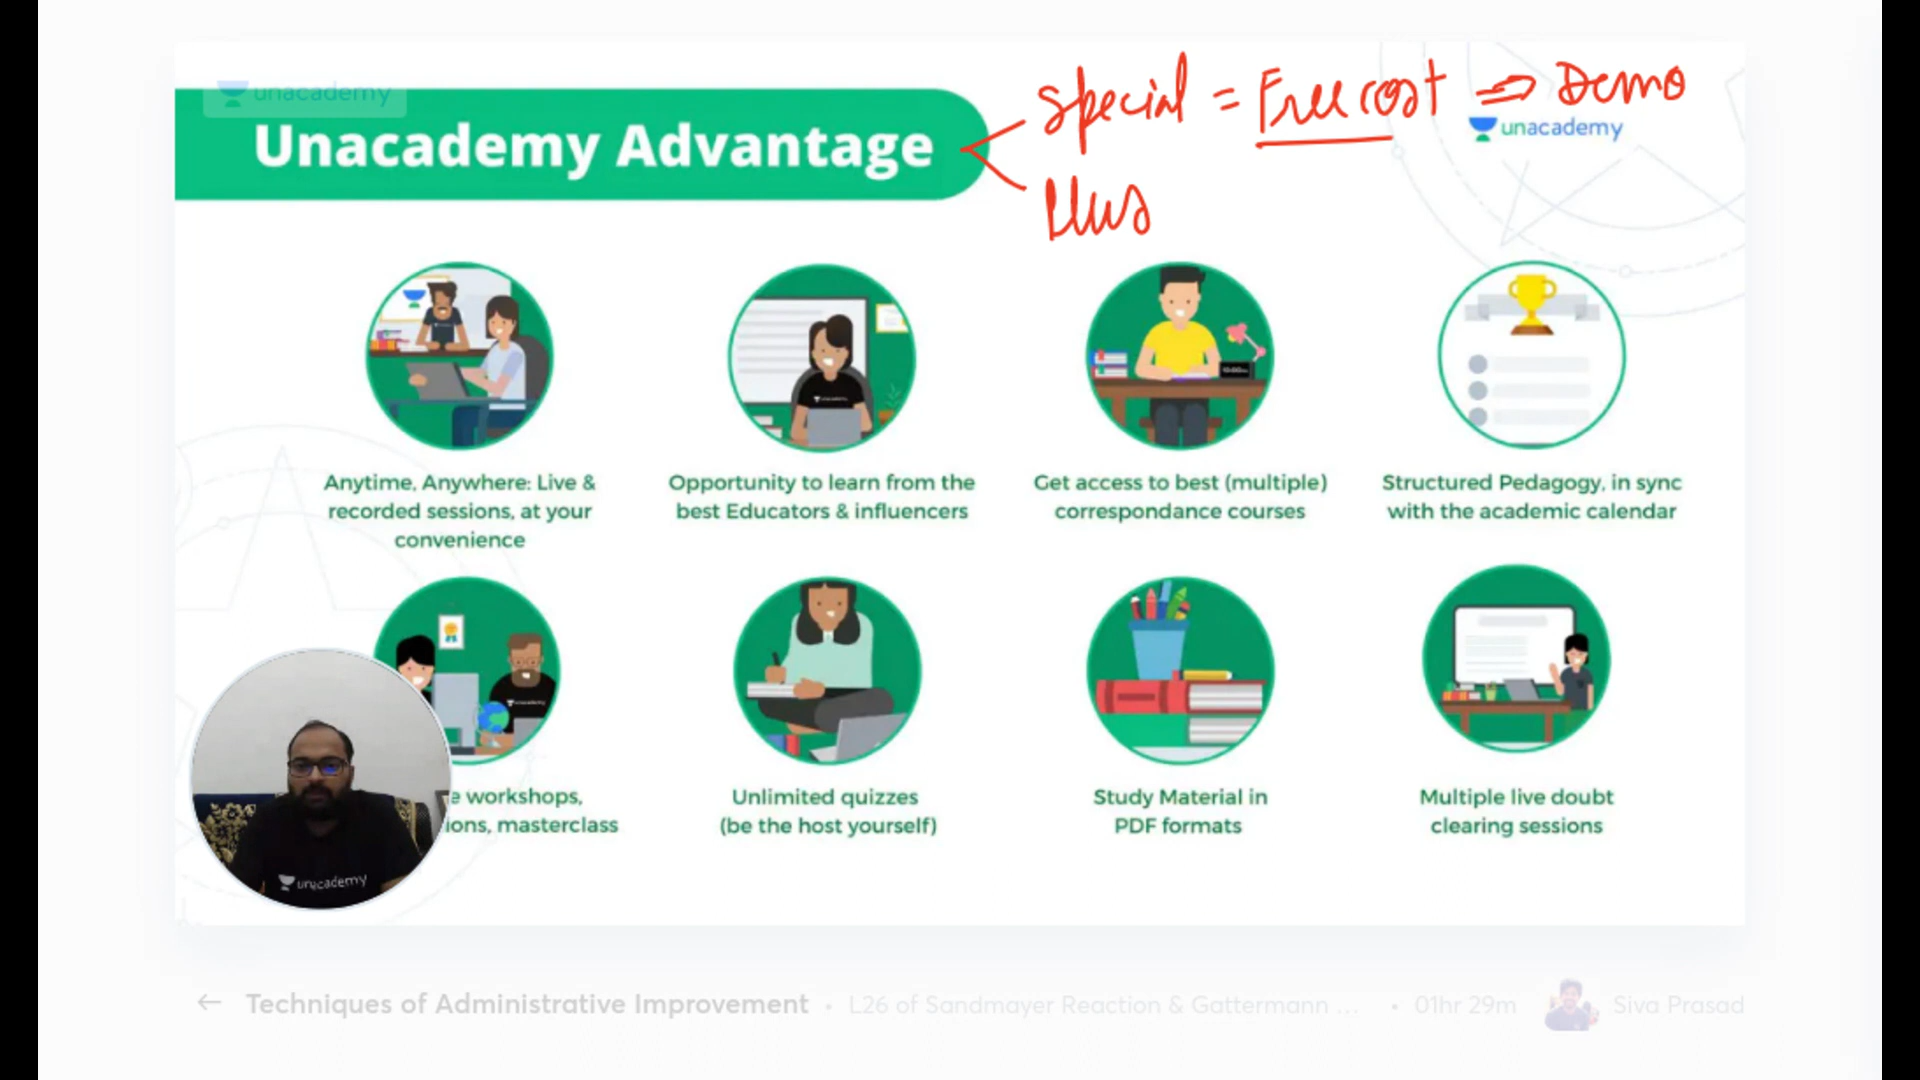 unacademy
Special = Free cost ⇒ Demo
Unacademy Advantage
unacademy
Plus
Anytime, Anywhere: Live &
recorded sessions, at your
convenience
Opportunity to learn from the
best Educators & influencers
Get access to best (multiple)
correspondance courses
Structured Pedagogy, in sync
with the academic calendar
e workshops,
ions, masterclass
Unlimited quizzes
(be the host yourself)
Study Material in
PDF formats
Multiple live doubt
clearing sessions
unacademy
← Techniques of Administrative Improvement • L26 of Sandmayer Reaction & Gattermann ... • 01hr 29m Siva Prasad